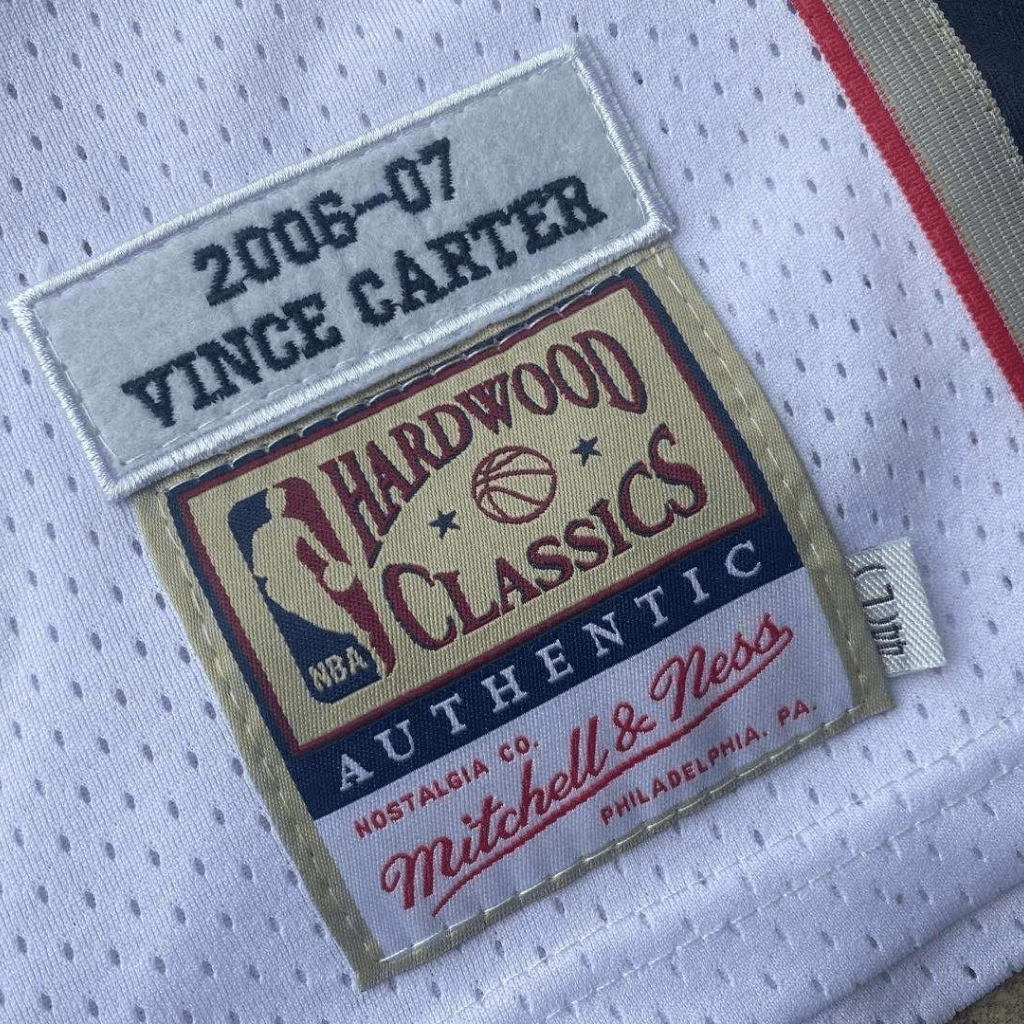 2006-07
VINCE CARTER
HARDWOOD
CLASSICS
NBA
AUTHENTIC
NOSTALGIA CO.
Mitchell & Ness
PHILADELPHIA, PA.